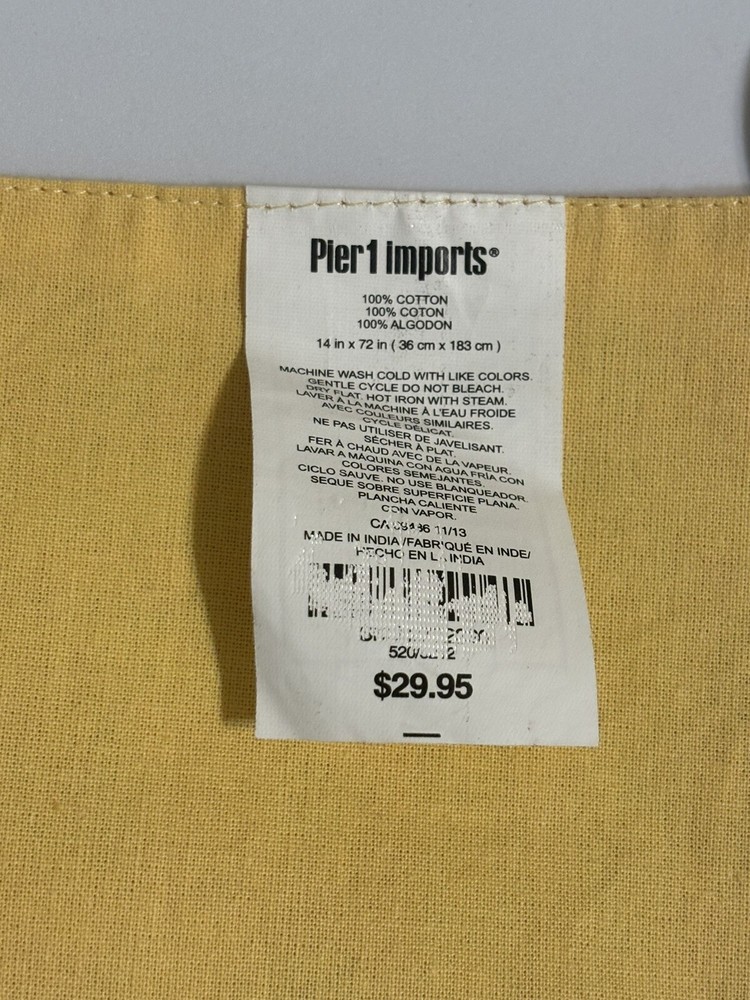 Pier 1 imports®
100% COTTON
100% COTON
100% ALGODON
14 in x 72 in ( 36 cm x 183 cm )
MACHINE WASH COLD WITH LIKE COLORS.
GENTLE CYCLE DO NOT BLEACH.
DRY FLAT. HOT IRON WITH STEAM.
LAVER À LA MACHINE À L'EAU FROIDE
AVEC COULEURS SIMILAIRES.
CYCLE DÉLICAT.
NE PAS UTILISER DE JAVELISANT.
SÉCHER À PLAT.
FER À CHAUD AVEC DE LA VAPEUR.
LAVAR A MÁQUINA CON AGUA FRÍA CON
COLORES SEMEJANTES.
CICLO SAUVE. NO USE BLANQUEADOR.
SEQUE SOBRE SUPERFICIE PLANA.
PLANCHA CALIENTE
CON VAPOR.
11/13
MADE IN INDIA/FABRIQUÉ EN INDE/
HECHO EN LA INDIA
$29.95